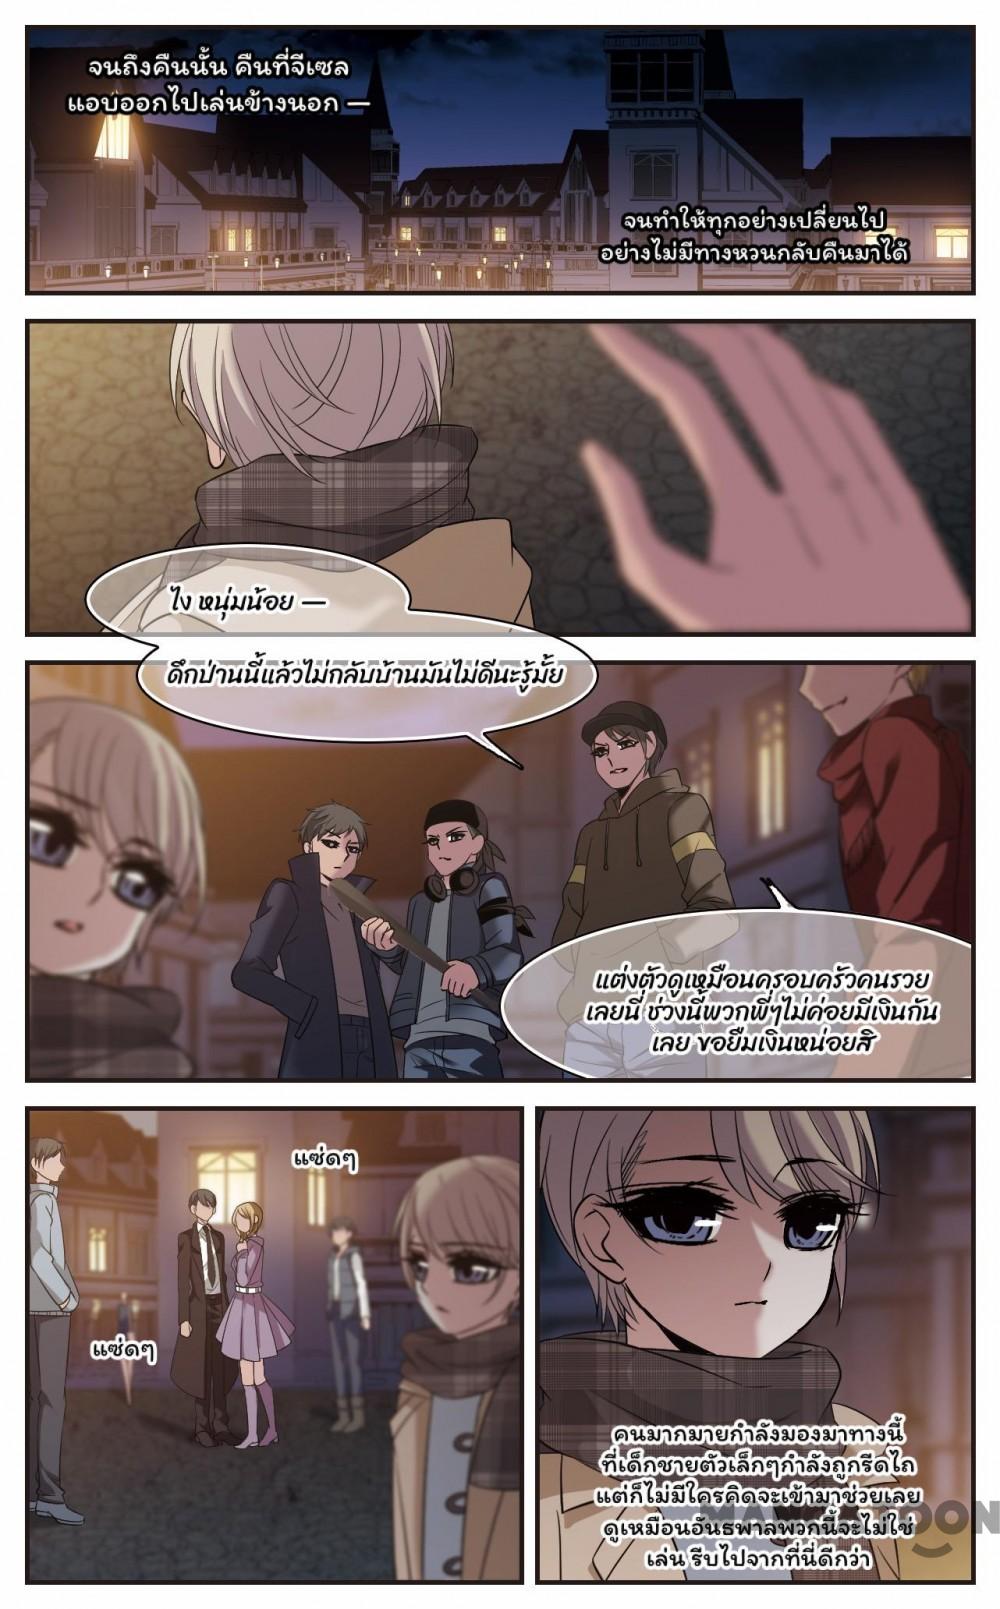 จนถึงคืนนั้น คืนที่จีเซล
แอบออกไปเล่นข้างนอก —
จนทำให้ทุกอย่างเปลี่ยนไป
อย่างไม่มีทางหวนกลับคืนมาได้
ไง หนุ่มน้อย —
ดึกป่านนี้แล้วไม่กลับบ้านมันไม่ดีนะรู้มั้ย
แต่งตัวดูเหมือนครอบครัวคนรวย
เลยนี่ ช่วงนี้พวกพี่ๆไม่ค่อยมีเงินกัน
เลย ขอยืมเงินหน่อยสิ
แซ่ดๆ
แซ่ดๆ
คนมากมายกำลังมองมาทางนี้
ที่เด็กชายตัวเล็กๆกำลังถูกรีดไถ
แต่ก็ไม่มีใครคิดจะเข้ามาช่วยเลย
ดูเหมือนอันธพาลพวกนี้จะไม่ใช่
เล่น รีบไปจากที่นี่ดีกว่า